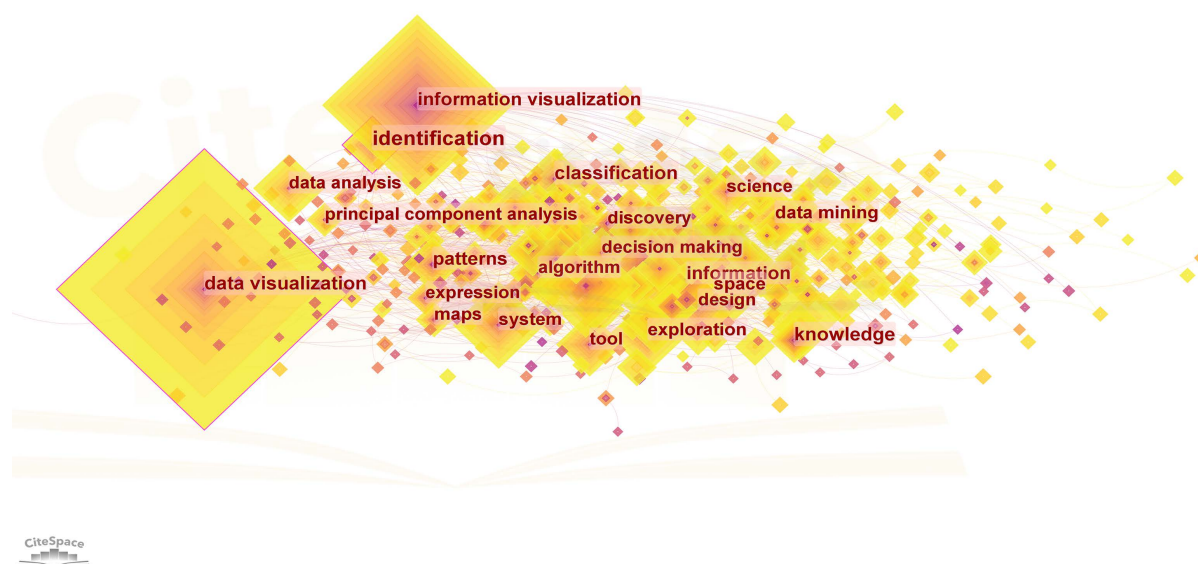 information visualization
identification
classification
data analysis
science
principal component analysis
discovery
data mining
decision making
patterns
algorithm
information
data visualization
space
expression
design
maps
system
exploration
tool
knowledge
CiteSpace